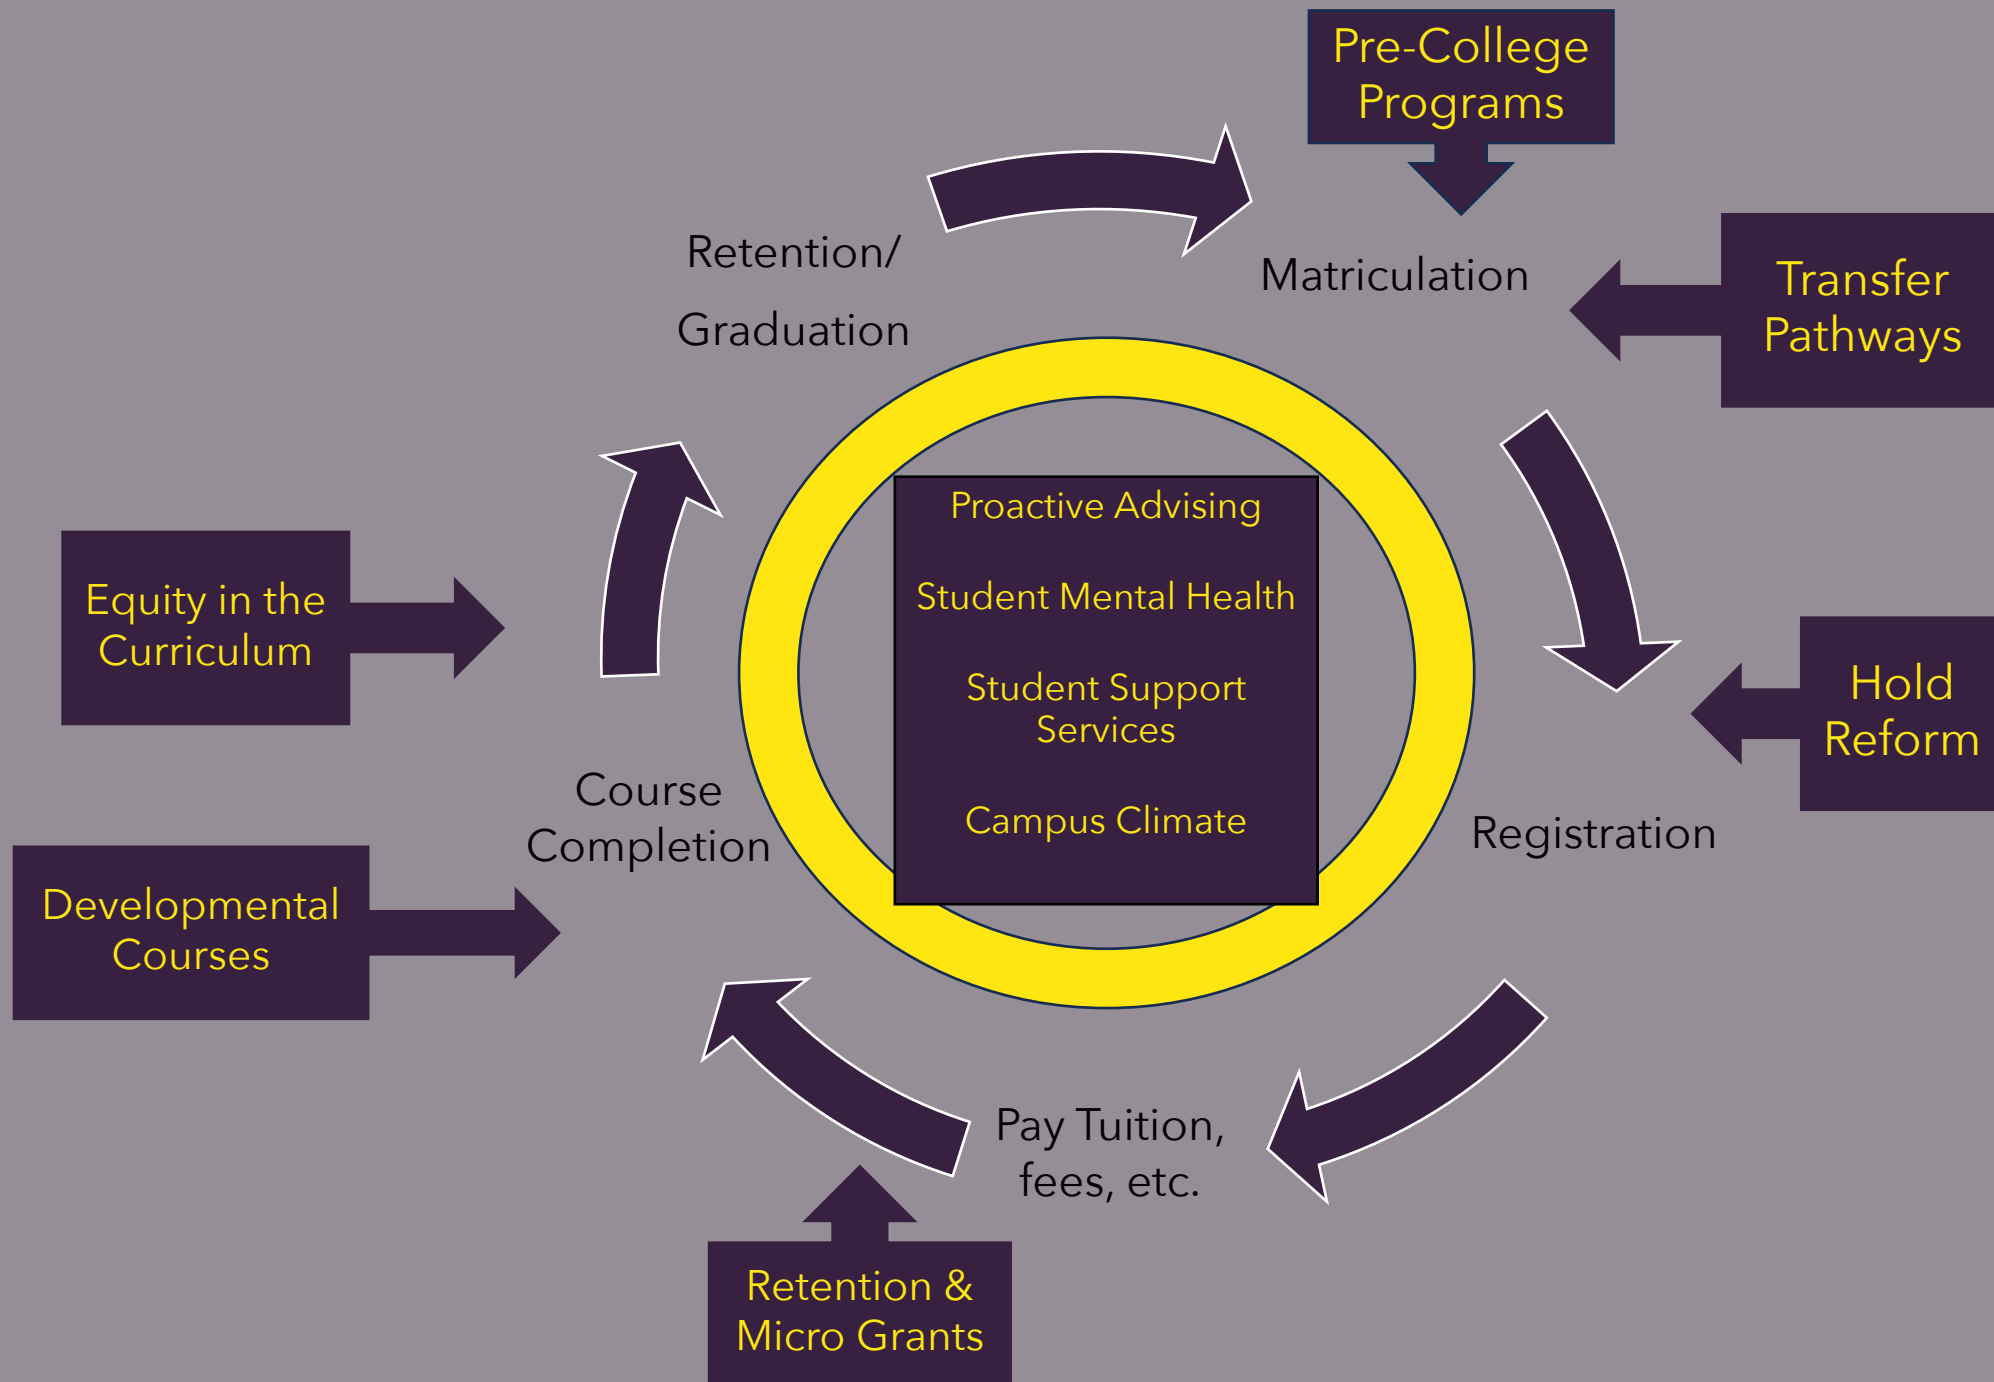 Pre-College
Programs
Retention/
Graduation
Matriculation
Transfer
Pathways
Proactive Advising
Student Mental Health
Student Support
Services
Campus Climate
Equity in the
Curriculum
Hold
Reform
Course
Completion
Registration
Developmental
Courses
Pay Tuition,
fees, etc.
Retention &
Micro Grants